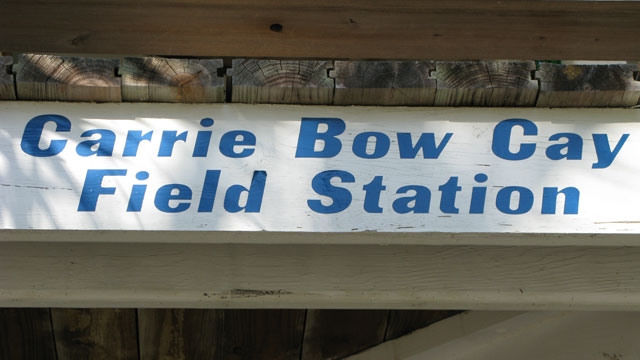 Carrie Bow Cay
Field Station